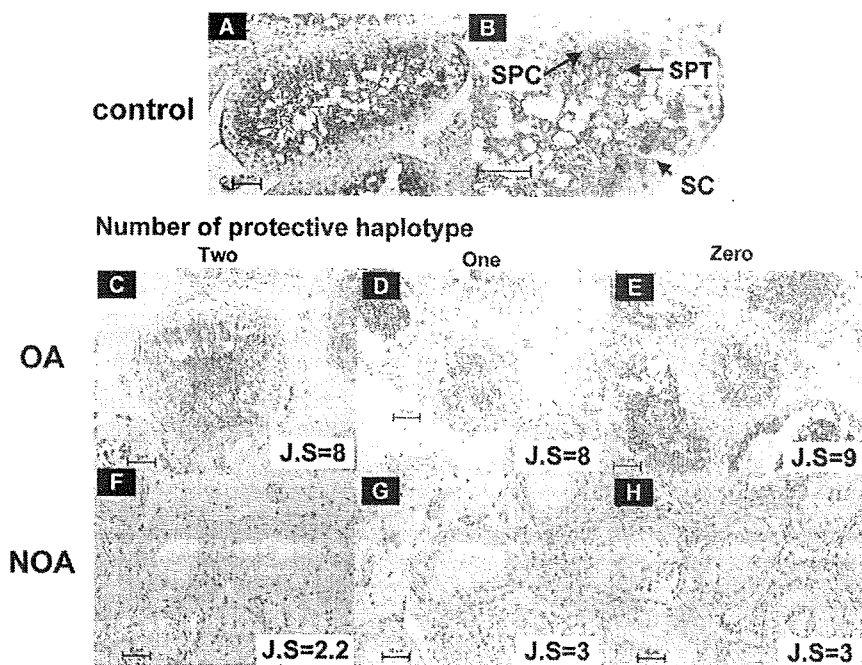 A
B
SPC
SPT
control
SC
Number of protective haplotype
Two
One
Zero
C
D
E
OA
J.S=8
J.S=8
J.S=9
F
G
H
NOA
J.S=2.2
J.S=3
J.S=3